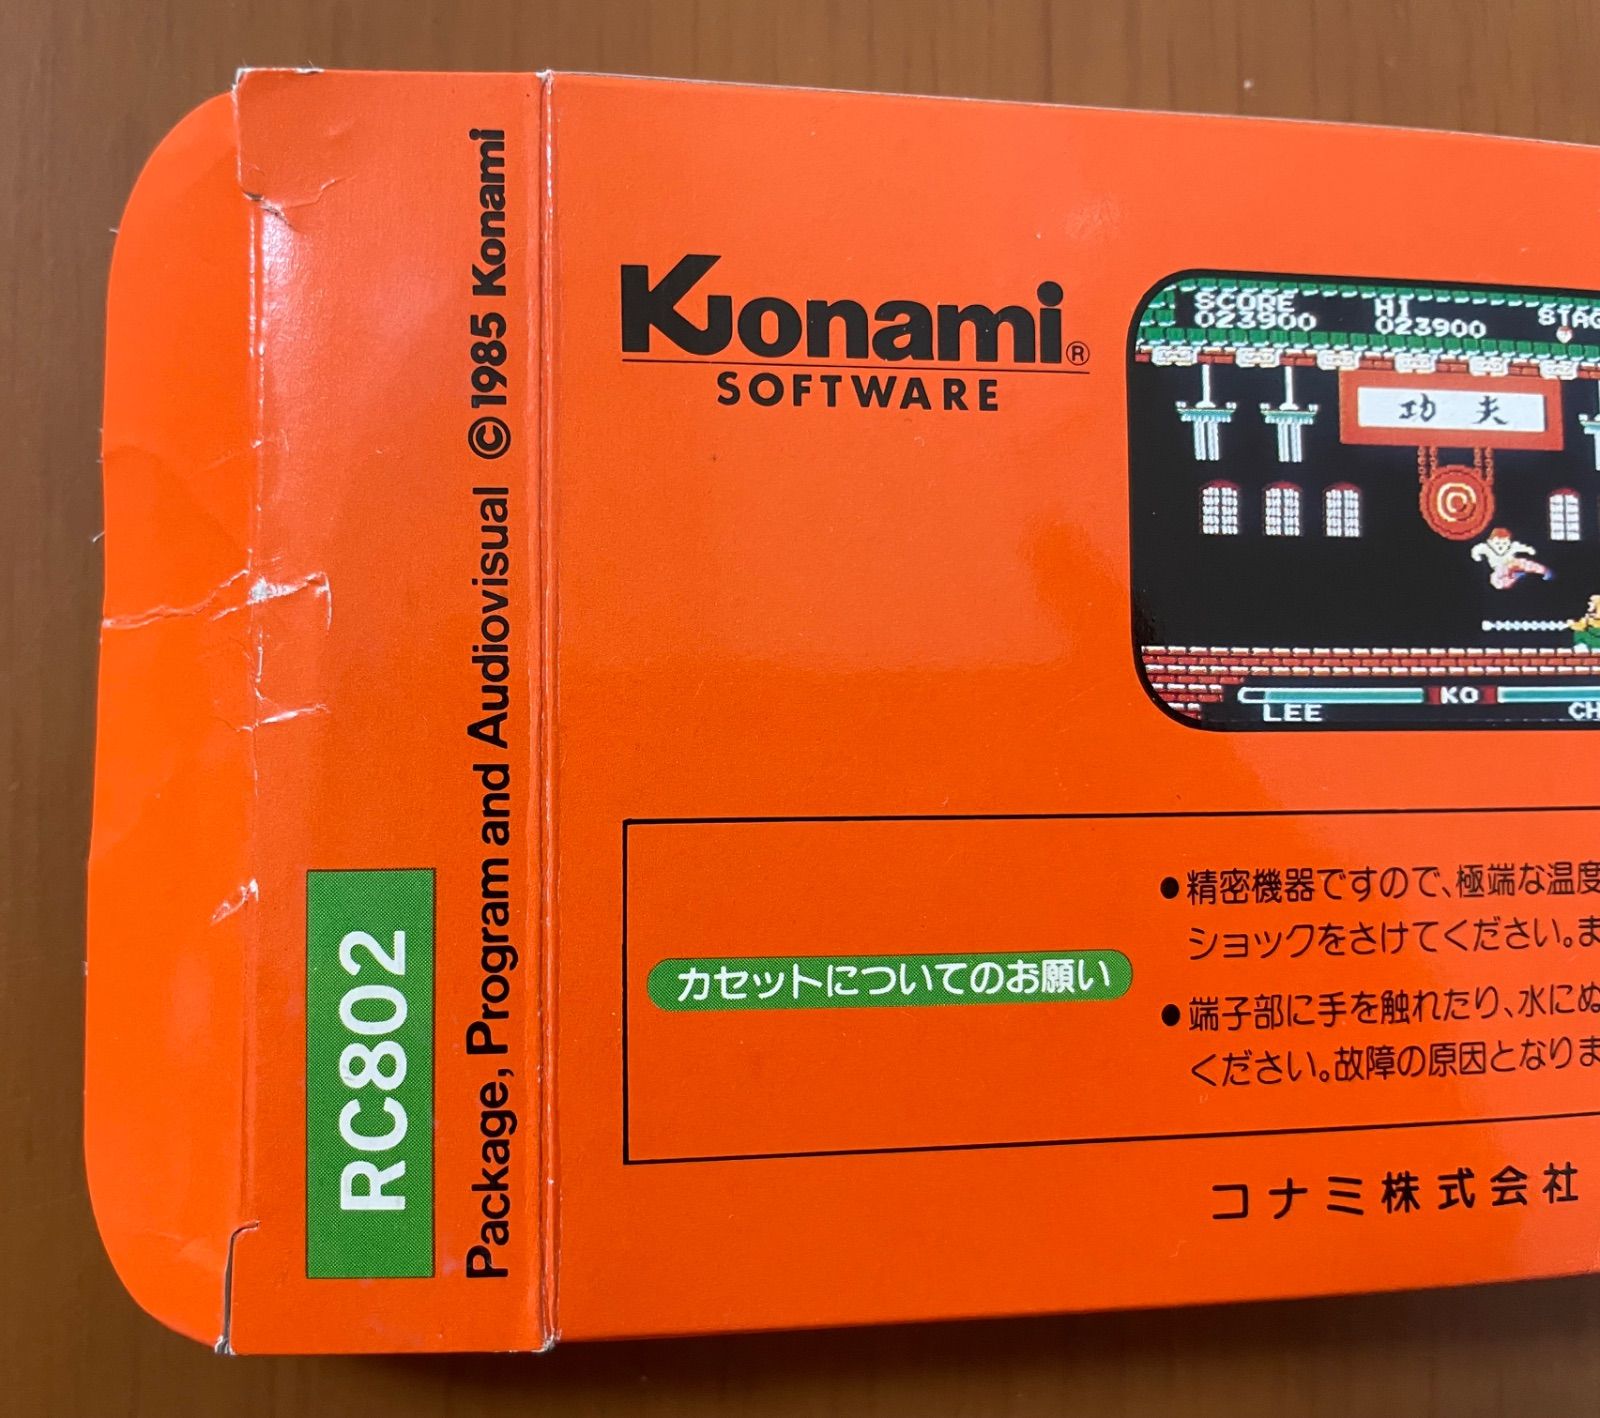 Package, Program and Audiovisual ©1985 Konami
RC802
Konami®
SOFTWARE
SCORE HI
023900 023900
功夫
KO
LEE
カセットについてのお願い
●精密機器ですので、極端な温度
ショックをさけてください。ま
●端子部に手を触れたり、水にぬ
ください。故障の原因となりま
コナミ株式会社